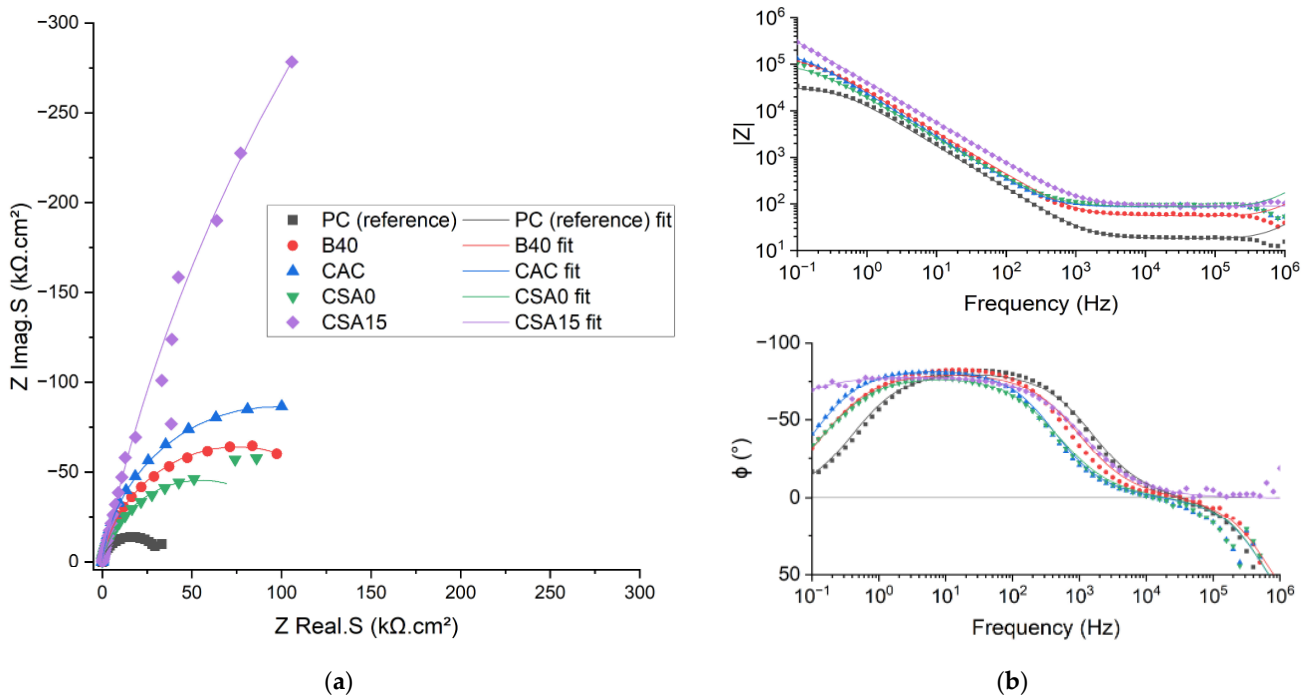 −300
−250
−200
−150
−100
−50
0
0 50 100 150 200 250 300
Z Imag.S (kΩ.cm²)
Z Real.S (kΩ.cm²)
PC (reference) PC (reference) fit
B40 B40 fit
CAC CAC fit
CSA0 CSA0 fit
CSA15 CSA15 fit
(a)
10⁶
10⁵
10⁴
10³
10²
10¹
|Z|
10⁻¹ 10⁰ 10¹ 10² 10³ 10⁴ 10⁵ 10⁶
Frequency (Hz)
−100
−50
0
50
ϕ (°)
10⁻¹ 10⁰ 10¹ 10² 10³ 10⁴ 10⁵ 10⁶
Frequency (Hz)
(b)